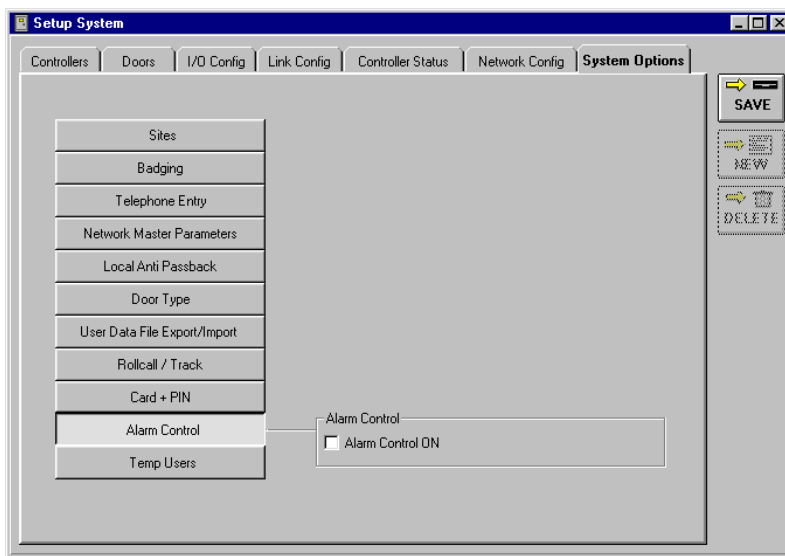 Setup System
Controllers Doors I/O Config Link Config Controller Status Network Config System Options
SAVE
NEW
DELETE
Sites
Badging
Telephone Entry
Network Master Parameters
Local Anti Passback
Door Type
User Data File Export/Import
Rollcall / Track
Card + PIN
Alarm Control
Temp Users
Alarm Control
Alarm Control ON